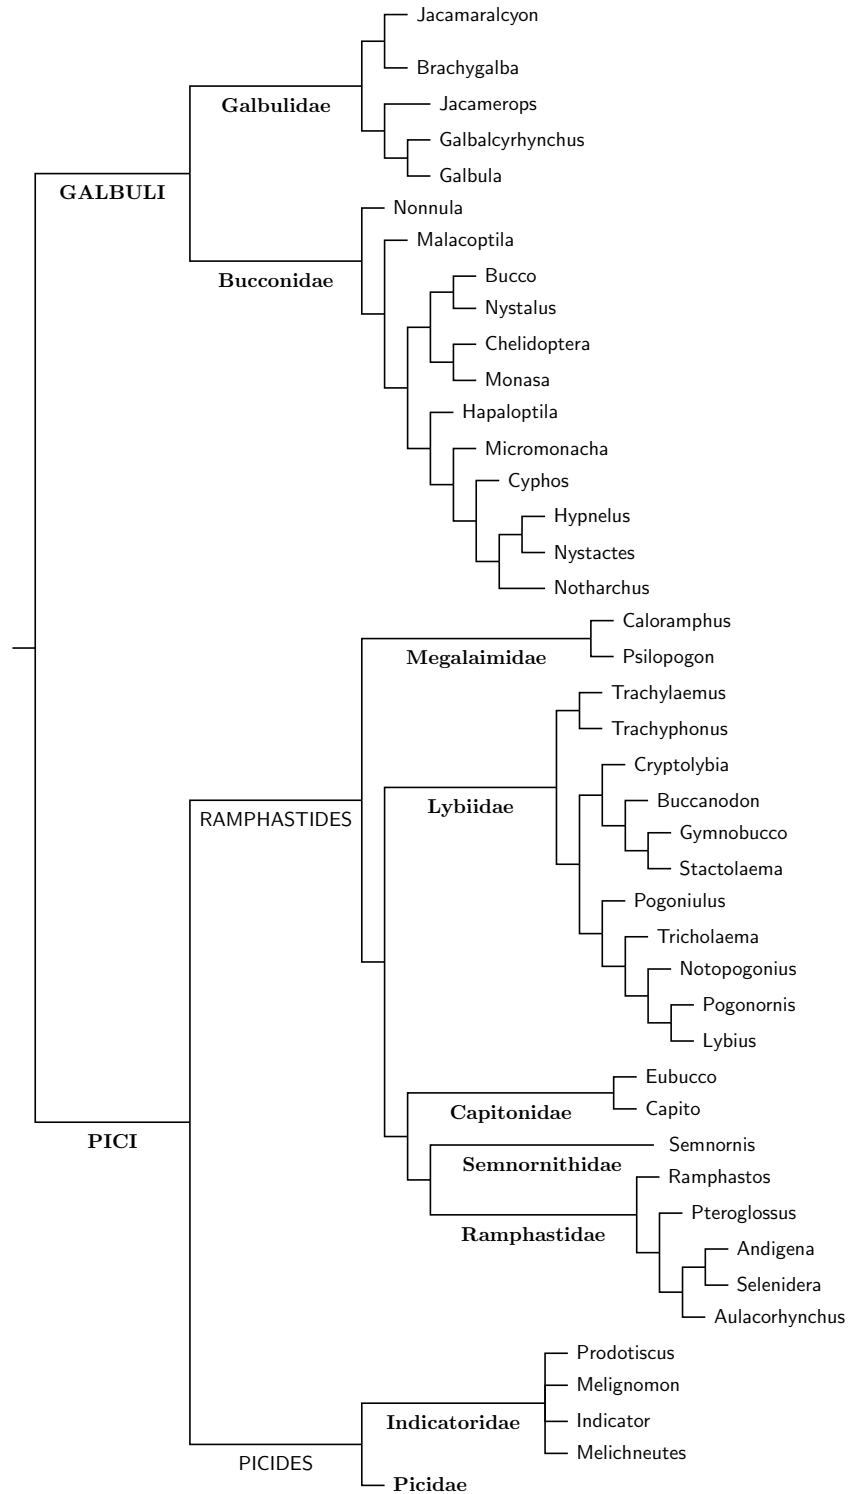 Jacamaralcyon
Brachygalba
Galbulidae
Jacamerops
Galbalcyrhynchus
Galbula
GALBULI
Nonnula
Malacoptila
Bucconidae
Bucco
Nystalus
Chelidoptera
Monasa
Hapaloptila
Micromonacha
Cyphos
Hypnelus
Nystactes
Notharchus
Caloramphus
Megalaimidae
Psilopogon
Trachylaemus
Trachyphonus
Cryptolybia
Lybiidae
Buccanodon
RAMPHASTIDES
Gymnobucco
Stactolaema
Pogoniulus
Tricholaema
Notopogonius
Pogonornis
Lybius
Eubucco
Capitonidae
Capito
PICI
Semnornis
Semnornithidae
Ramphastos
Pteroglossus
Ramphastidae
Andigena
Selenidera
Aulacorhynchus
Prodotiscus
Melignomon
Indicatoridae
Indicator
Melichneutes
PICIDES
Picidae